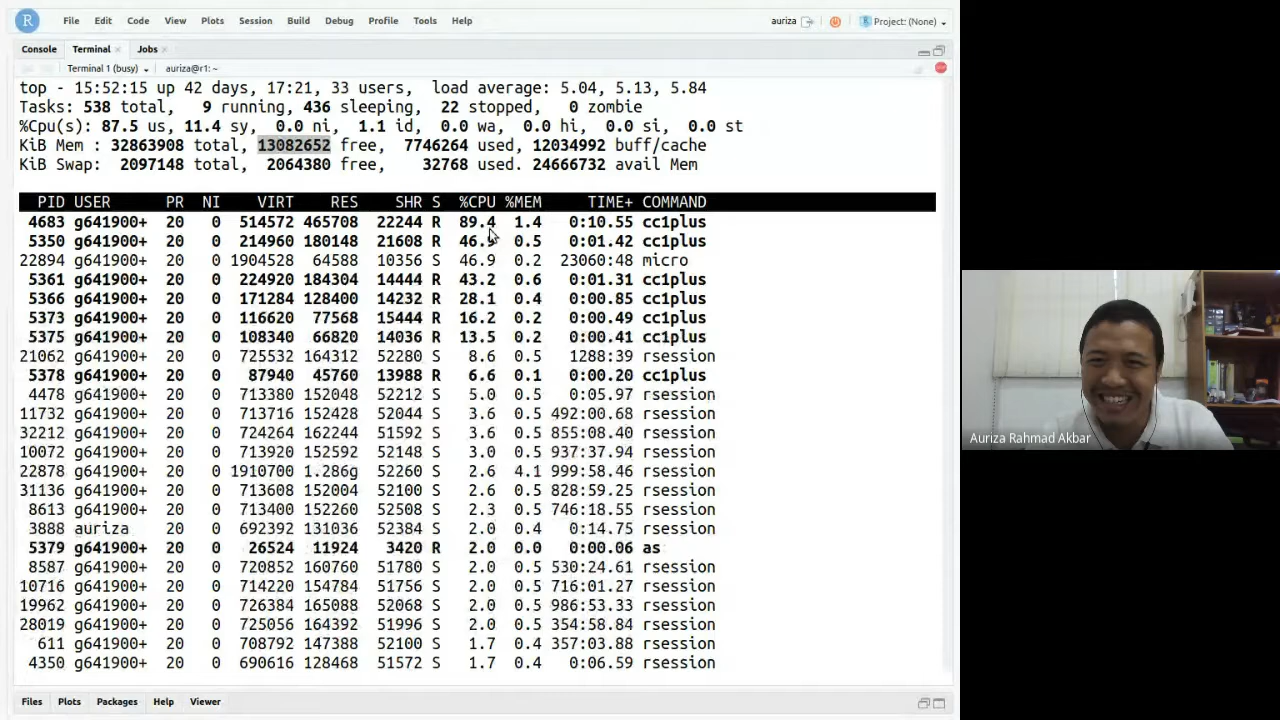 R File Edit Code View Plots Session Build Debug Profile Tools Help auriza R Project: (None)
Console Terminal Jobs
Terminal 1 (busy) auriza@r1: ~
top - 15:52:15 up 42 days, 17:21, 33 users, load average: 5.04, 5.13, 5.84
Tasks: 538 total, 9 running, 436 sleeping, 22 stopped, 0 zombie
%Cpu(s): 87.5 us, 11.4 sy, 0.0 ni, 1.1 id, 0.0 wa, 0.0 hi, 0.0 si, 0.0 st
KiB Mem : 32863908 total, 13082652 free, 7746264 used, 12034992 buff/cache
KiB Swap: 2097148 total, 2064380 free, 32768 used. 24666732 avail Mem
PID USER PR NI VIRT RES SHR S %CPU %MEM TIME+ COMMAND
4683 g641900+ 20 0 514572 465708 22244 R 89.4 1.4 0:10.55 cc1plus
5350 g641900+ 20 0 214960 180148 21608 R 46.9 0.5 0:01.42 cc1plus
22894 g641900+ 20 0 1904528 64588 10356 S 46.9 0.2 23060:48 micro
5361 g641900+ 20 0 224920 184304 14444 R 43.2 0.6 0:01.31 cc1plus
5366 g641900+ 20 0 171284 128400 14232 R 28.1 0.4 0:00.85 cc1plus
5373 g641900+ 20 0 116620 77568 15444 R 16.2 0.2 0:00.49 cc1plus
5375 g641900+ 20 0 108340 66820 14036 R 13.5 0.2 0:00.41 cc1plus
21062 g641900+ 20 0 725532 164312 52280 S 8.6 0.5 1288:39 rsession
5378 g641900+ 20 0 87940 45760 13988 R 6.6 0.1 0:00.20 cc1plus
4478 g641900+ 20 0 713380 152048 52212 S 5.0 0.5 0:05.97 rsession
11732 g641900+ 20 0 713716 152428 52044 S 3.6 0.5 492:00.68 rsession
32212 g641900+ 20 0 724264 162244 51592 S 3.6 0.5 855:08.40 rsession
10072 g641900+ 20 0 713920 152592 52148 S 3.0 0.5 937:37.94 rsession
22878 g641900+ 20 0 1910700 1.286g 52260 S 2.6 4.1 999:58.46 rsession
31136 g641900+ 20 0 713608 152004 52100 S 2.6 0.5 828:59.25 rsession
8613 g641900+ 20 0 713400 152260 52508 S 2.3 0.5 746:18.55 rsession
3888 auriza 20 0 692392 131036 52384 S 2.0 0.4 0:14.75 rsession
5379 g641900+ 20 0 26524 11924 3420 R 2.0 0.0 0:00.06 as
8587 g641900+ 20 0 720852 160760 51780 S 2.0 0.5 530:24.61 rsession
10716 g641900+ 20 0 714220 154784 51756 S 2.0 0.5 716:01.27 rsession
19962 g641900+ 20 0 726384 165088 52068 S 2.0 0.5 986:53.33 rsession
28019 g641900+ 20 0 725056 164392 51996 S 2.0 0.5 354:58.84 rsession
611 g641900+ 20 0 708792 147388 52100 S 1.7 0.4 357:03.88 rsession
4350 g641900+ 20 0 690616 128468 51572 S 1.7 0.4 0:06.59 rsession
Files Plots Packages Help Viewer
Auriza Rahmad Akbar